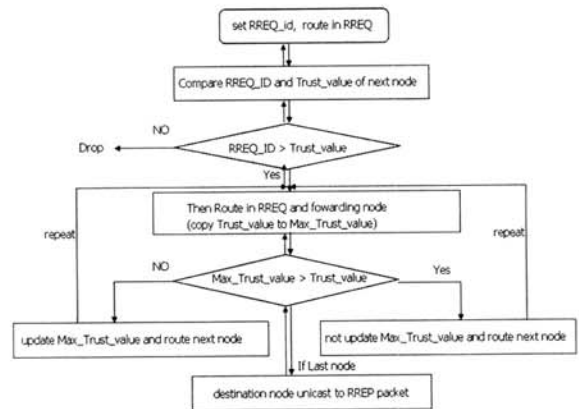 set RREQ_id, route in RREQ
Compare RREQ_ID and Trust_value of next node
NO
Drop
RREQ_ID > Trust_value
Yes
Then Route in RREQ and fowarding node
(copy Trust_value to Max_Trust_value)
repeat
repeat
NO
Max_Trust_value > Trust_value
Yes
update Max_Trust_value and route next node
not update Max_Trust_value and route next node
If Last node
destination node unicast to RREP packet